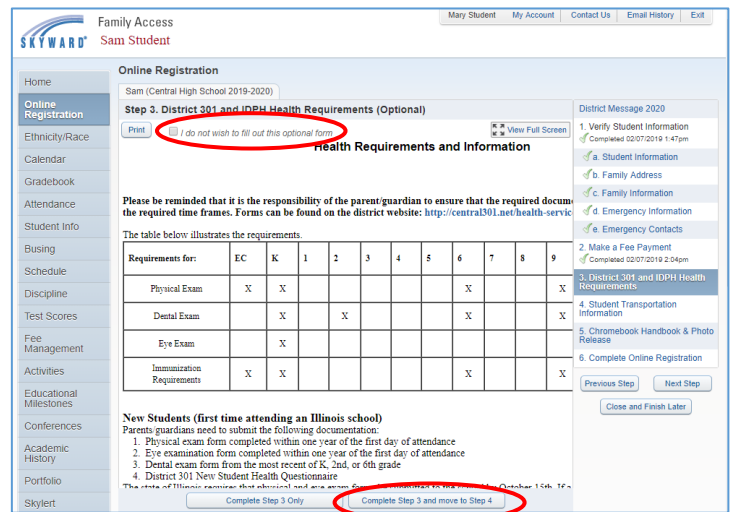 Mary Student My Account Contact Us Email History Exit
SKYWARD®
Family Access
Sam Student
Home
Online Registration
Ethnicity/Race
Calendar
Gradebook
Attendance
Student Info
Busing
Schedule
Discipline
Test Scores
Fee
Management
Activities
Educational
Milestones
Conferences
Academic
History
Portfolio
Skylert
Online Registration
Sam (Central High School 2019-2020)
Step 3. District 301 and IDPH Health Requirements (Optional)
Print I do not wish to fill out this optional form View Full Screen
Health Requirements and Information
Please be reminded that it is the responsibility of the parent/guardian to ensure that the required docum
the required time frames. Forms can be found on the district website: http://central301.net/health-servic
The table below illustrates the requirements.
Requirements for: EC K 1 2 3 4 5 6 7 8 9
Physical Exam X X X X
Dental Exam X X X X
Eye Exam X
Immunization
Requirements X X X X
New Students (first time attending an Illinois school)
Parents/guardians need to submit the following documentation:
1. Physical exam form completed within one year of the first day of attendance
2. Eye examination form completed within one year of the first day of attendance
3. Dental exam form from the most recent of K, 2nd, or 6th grade
4. District 301 New Student Health Questionnaire
The state of Illinois requires that physical and eye exam
October 15th. If a
Complete Step 3 Only Complete Step 3 and move to Step 4
District Message 2020
1. Verify Student Information
Completed 02/07/2019 1:47pm
a. Student Information
b. Family Address
c. Family Information
d. Emergency Information
e. Emergency Contacts
2. Make a Fee Payment
Completed 02/07/2019 2:04pm
3. District 301 and IDPH Health
Requirements
4. Student Transportation
Information
5. Chromebook Handbook & Photo
Release
6. Complete Online Registration
Previous Step Next Step
Close and Finish Later